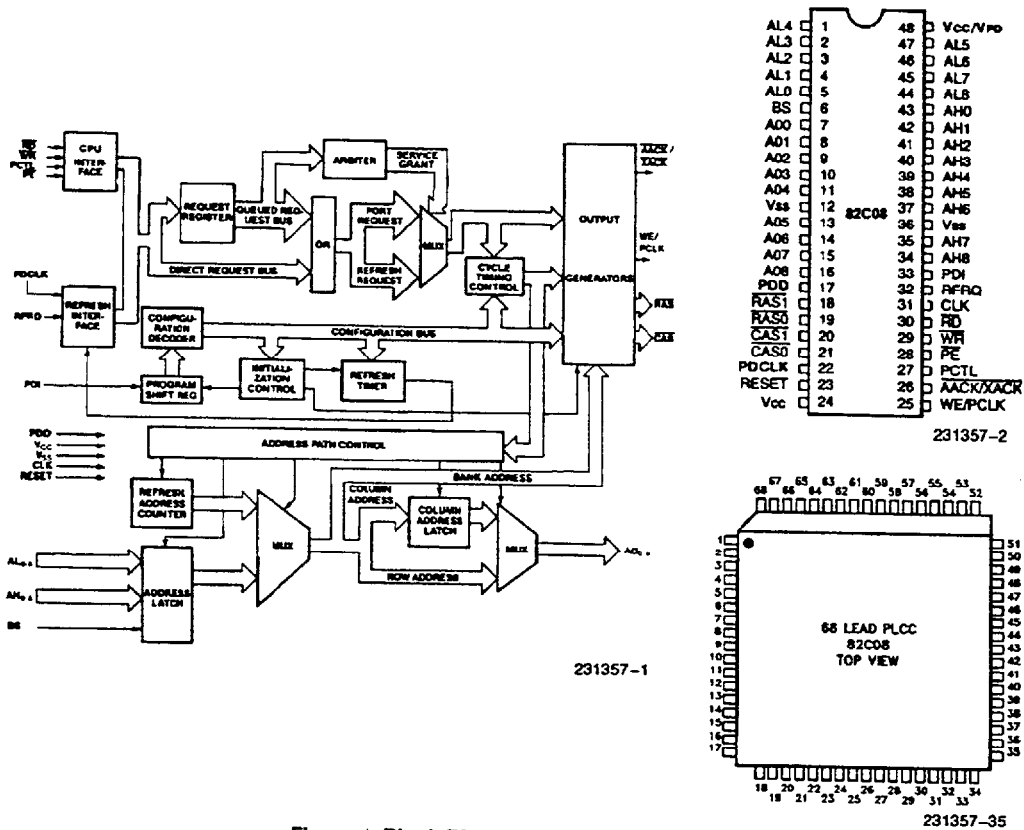 CPU
INTER-
FACE
PCTL
ARBITER
SERVICE
GRANT
REQUEST
REGISTER
QUEUED REQ-
UEST BUS
OR
PORT
REQUEST
REFRESH
REQUEST
MUX
DIRECT REQUEST BUS
CYCLE
TIMING
CONTROL
OUTPUT
GENERATORS
AACK /
XACK
WE/
PCLK
RAS
CAS
PDCLK
RFRQ
REFRESH
INTER-
FACE
CONFIGU-
RATION
DECODER
CONFIGURATION BUS
PDI
PROGRAM
SHIFT REG
INITIALI-
ZATION
CONTROL
REFRESH
TIMER
PDD
VCC
VSS
CLK
RESET
ADDRESS PATH CONTROL
BANK ADDRESS
REFRESH
ADDRESS
COUNTER
MUX
COLUMN
ADDRESS
COLUMN
ADDRESS
LATCH
MUX
ROW ADDRESS
ADDRESS
LATCH
BS
231357-1
AL4 1 48 VCC/VPD
AL3 2 47 AL5
AL2 3 46 AL6
AL1 4 45 AL7
AL0 5 44 AL8
BS 6 43 AH0
A00 7 42 AH1
A01 8 41 AH2
A02 9 40 AH3
A03 10 39 AH4
A04 11 38 AH5
Vss 12 37 AH6
82C08
A05 13 36 Vss
A06 14 35 AH7
A07 15 34 AH8
A08 16 33 PDI
PDD 17 32 RFRQ
RAS1 18 31 CLK
RAS0 19 30 RD
CAS1 20 29 WR
CAS0 21 28 PE
PDCLK 22 27 PCTL
RESET 23 26 AACK/XACK
Vcc 24 25 WE/PCLK
231357-2
67 65 63 61 59 57 55 53
68 66 64 62 60 58 56 54 52
1 51
2 50
3 49
4 48
5 47
6 46
7 45
8 44
9 43
10 42
11 41
12 40
13 39
14 38
15 37
16 36
17 35
68 LEAD PLCC
82C08
TOP VIEW
18 20 22 24 26 28 30 32 34
19 21 23 25 27 29 31 33
231357-35